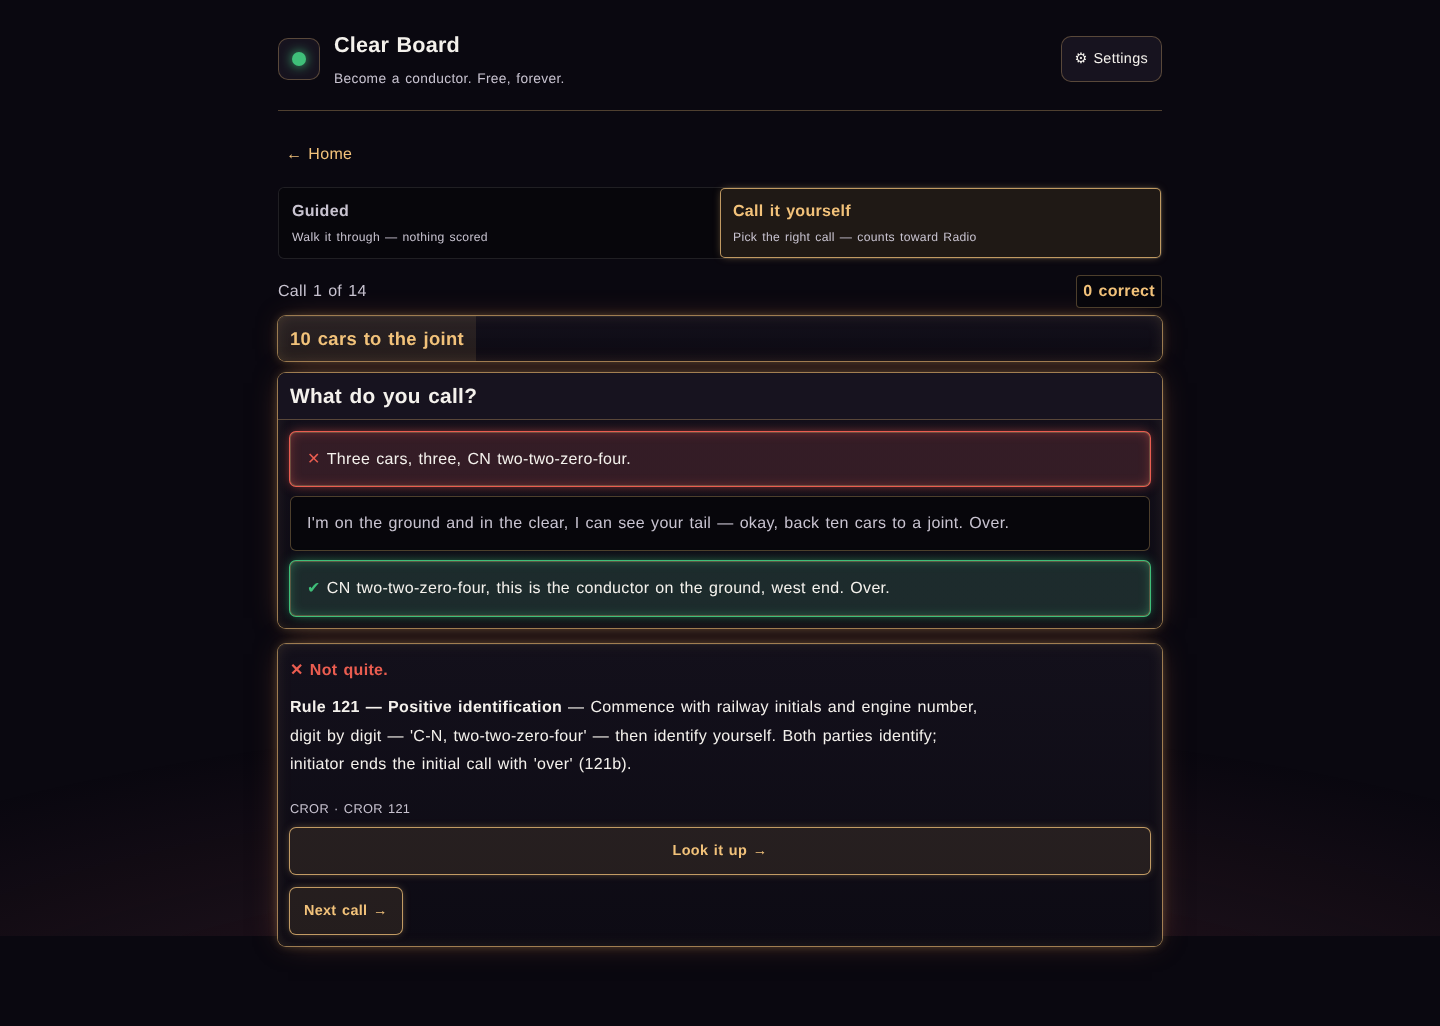 Clear Board
Become a conductor. Free, forever.
⚙ Settings
← Home
Guided
Walk it through — nothing scored
Call it yourself
Pick the right call — counts toward Radio
Call 1 of 14
0 correct
10 cars to the joint
What do you call?
✕ Three cars, three, CN two-two-zero-four.
I'm on the ground and in the clear, I can see your tail — okay, back ten cars to a joint. Over.
✔ CN two-two-zero-four, this is the conductor on the ground, west end. Over.
✕ Not quite.
Rule 121 — Positive identification — Commence with railway initials and engine number,
digit by digit — 'C-N, two-two-zero-four' — then identify yourself. Both parties identify;
initiator ends the initial call with 'over' (121b).
CROR · CROR 121
Look it up →
Next call →